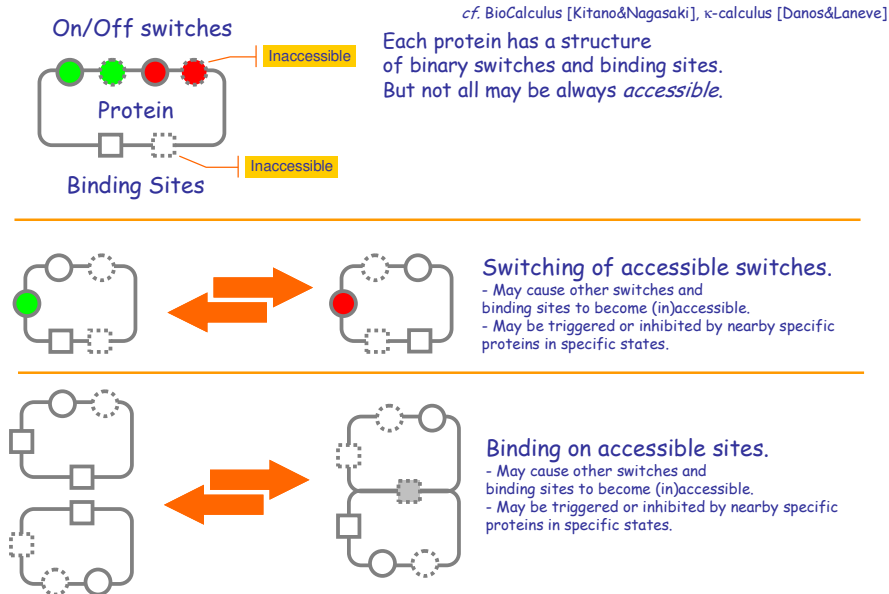 cf. BioCalculus [Kitano&Nagasaki], κ-calculus [Danos&Laneve]
On/Off switches
Inaccessible
Each protein has a structure
of binary switches and binding sites.
But not all may be always accessible.
Protein
Inaccessible
Binding Sites
Switching of accessible switches.
- May cause other switches and
binding sites to become (in)accessible.
- May be triggered or inhibited by nearby specific
proteins in specific states.
Binding on accessible sites.
- May cause other switches and
binding sites to become (in)accessible.
- May be triggered or inhibited by nearby specific
proteins in specific states.